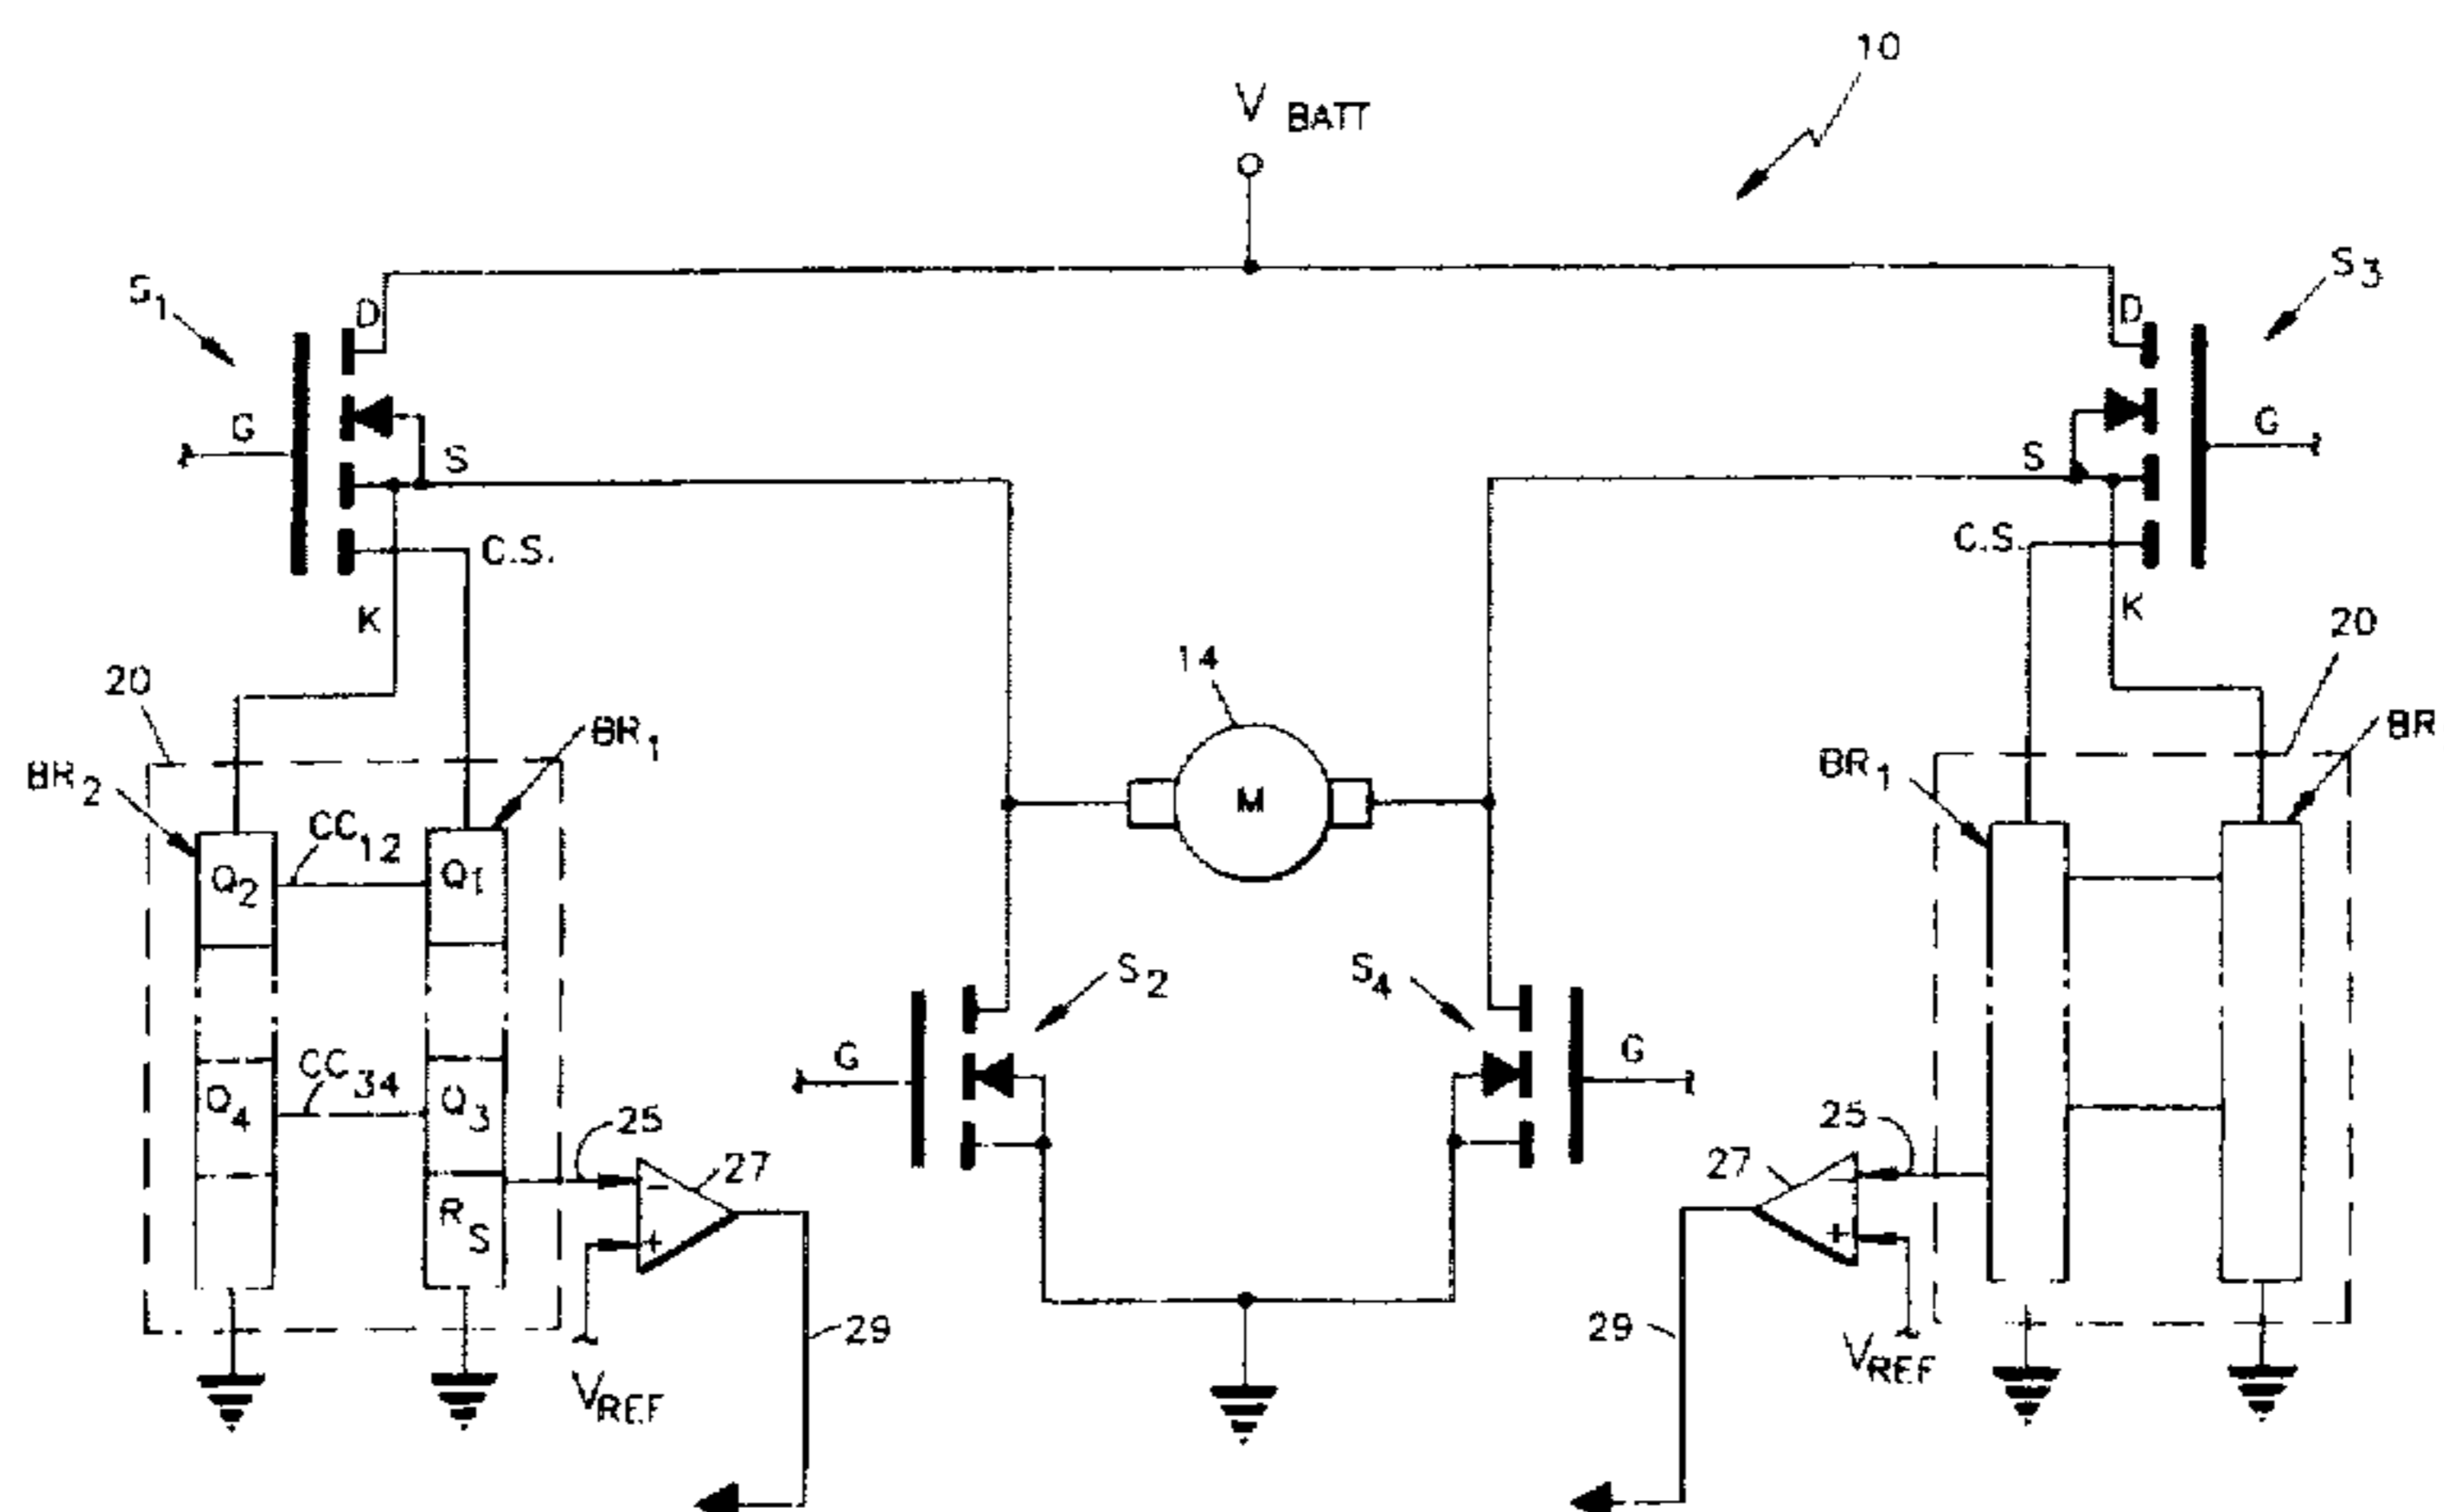 10
V BATT
S1
D
D
S3
G
S
S
G
C.S.
C.S.
K
K
20
14
20
BR2
BR1
M
BR1
BR
CC12
Q2
Q1
S2
S4
CC34
G
G
Q4
Q3
25
27
25
27
RS
29
29
VREF
VREF
- +
- +